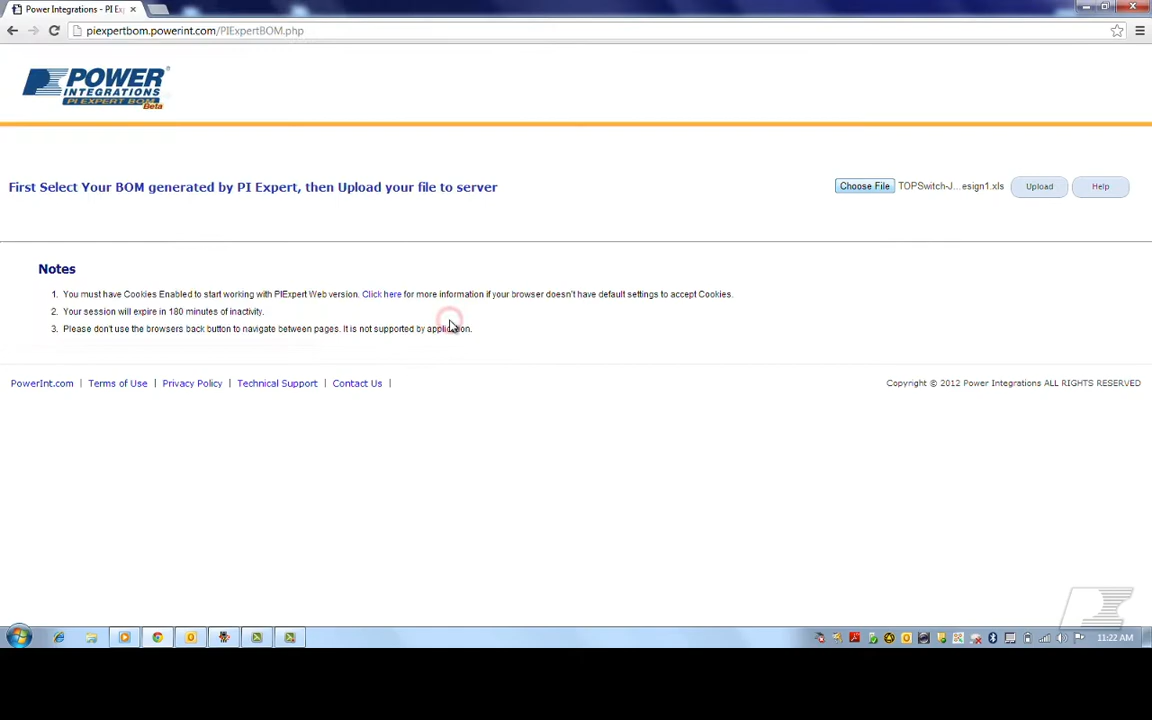 Power Integrations - PI Ex
piexpertbom.powerint.com/PIExpertBOM.php
POWER
INTEGRATIONS
PI EXPERT BOM
Beta
First Select Your BOM generated by PI Expert, then Upload your file to server
Choose File TOPSwitch-J...esign1.xls Upload Help
Notes
1. You must have Cookies Enabled to start working with PIExpert Web version. Click here for more information if your browser doesn't have default settings to accept Cookies.
2. Your session will expire in 180 minutes of inactivity.
3. Please don't use the browsers back button to navigate between pages. It is not supported by application.
PowerInt.com | Terms of Use | Privacy Policy | Technical Support | Contact Us |
Copyright © 2012 Power Integrations ALL RIGHTS RESERVED
11:22 AM